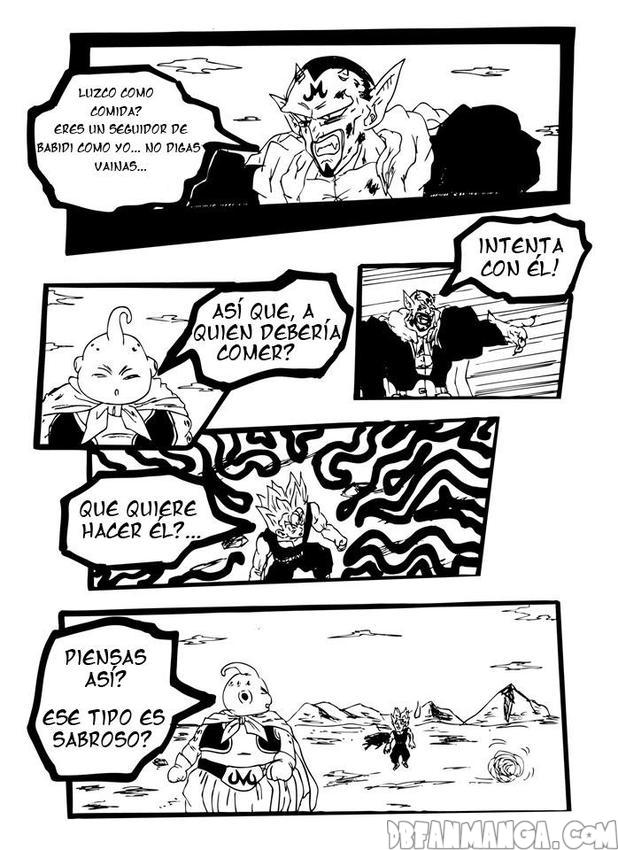 LUZCO COMO
COMIDA?
ERES UN SEGUIDOR DE
BABIDI COMO YO... NO DIGAS
VAINAS...
INTENTA
CON ÉL!
ASÍ QUE, A
QUIEN DEBERÍA
COMER?
QUE QUIERE
HACER ÉL?...
PIENSAS
ASÍ?
ESE TIPO ES
SABROSO?
DBFANMANGA.COM